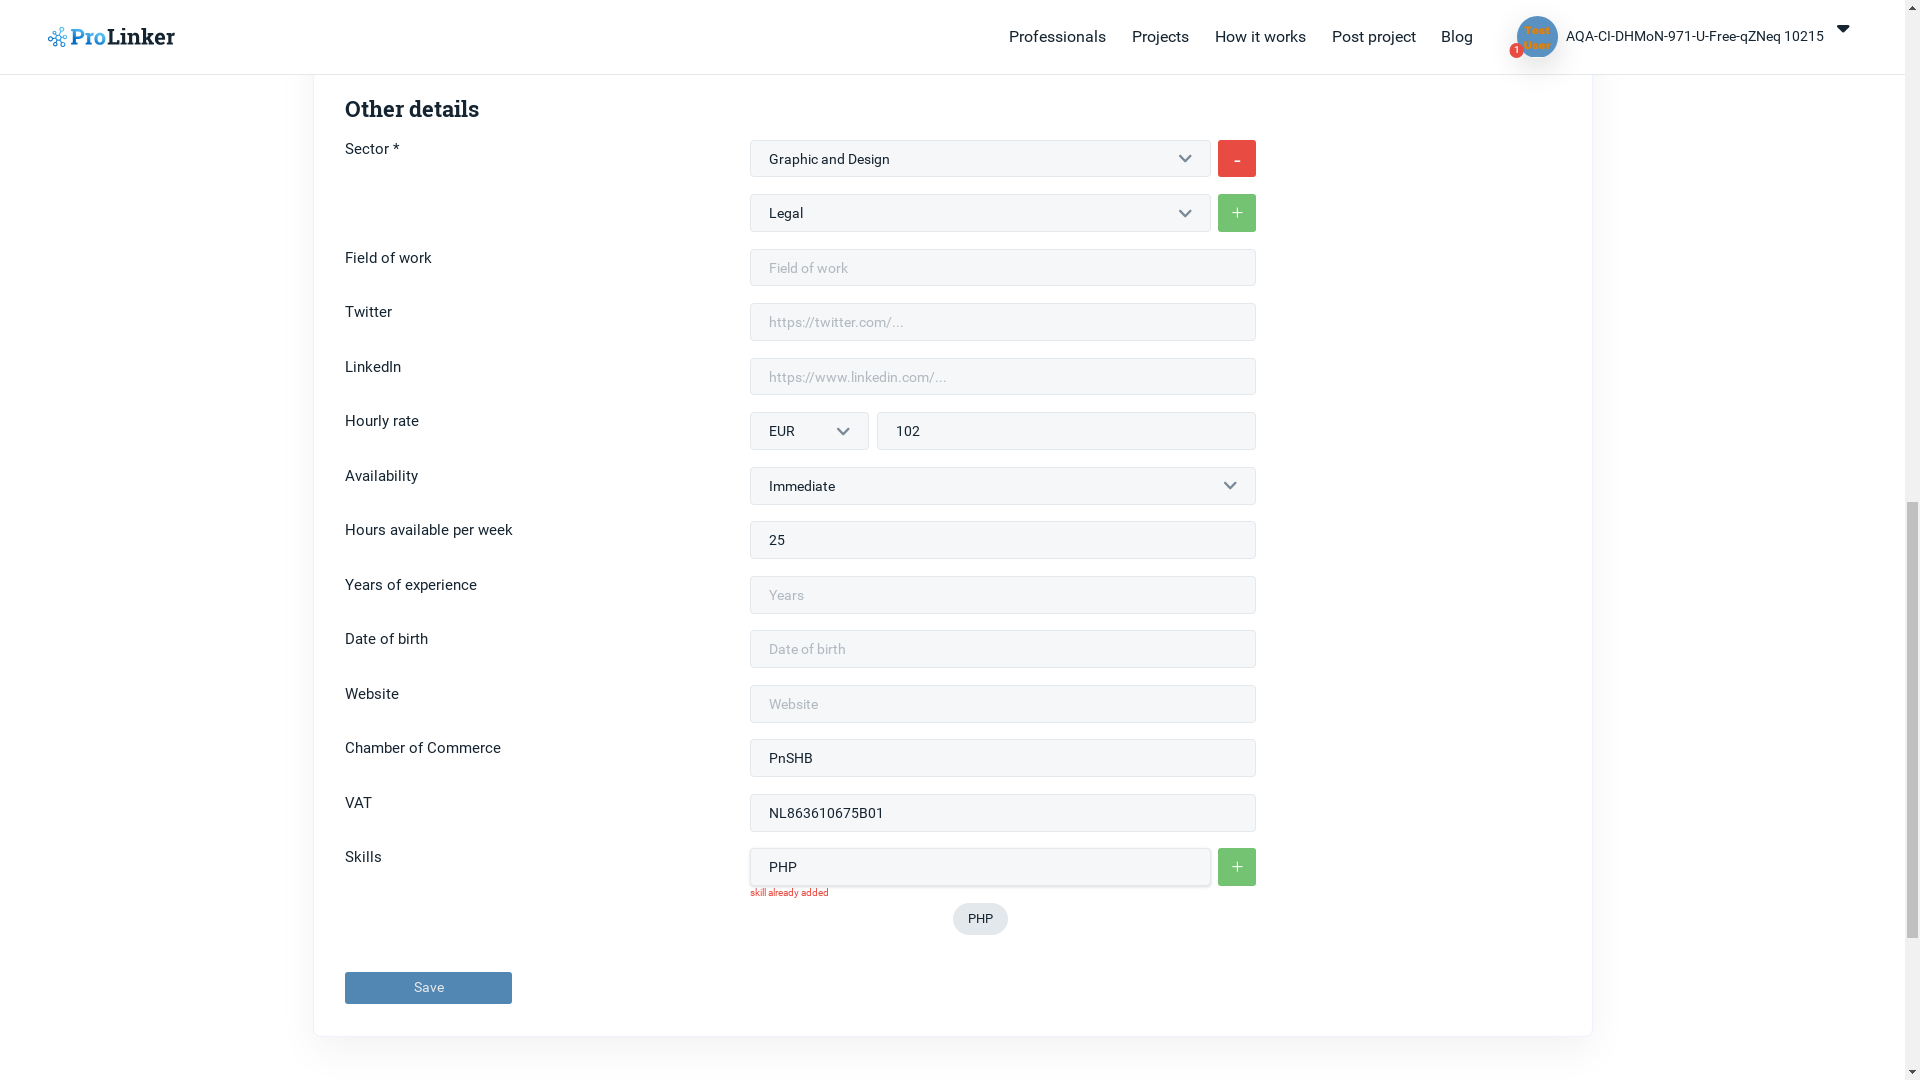 ProLinker
Professionals
Projects
How it works
Post project
Blog
Test
User
1
AQA-CI-DHMoN-971-U-Free-qZNeq 10215
Other details
Sector *
Graphic and Design
-
Legal
+
Field of work
Field of work
Twitter
https://twitter.com/...
LinkedIn
https://www.linkedin.com/...
Hourly rate
EUR
102
Availability
Immediate
Hours available per week
25
Years of experience
Years
Date of birth
Date of birth
Website
Website
Chamber of Commerce
PnSHB
VAT
NL863610675B01
Skills
PHP
+
skill already added
PHP
Save